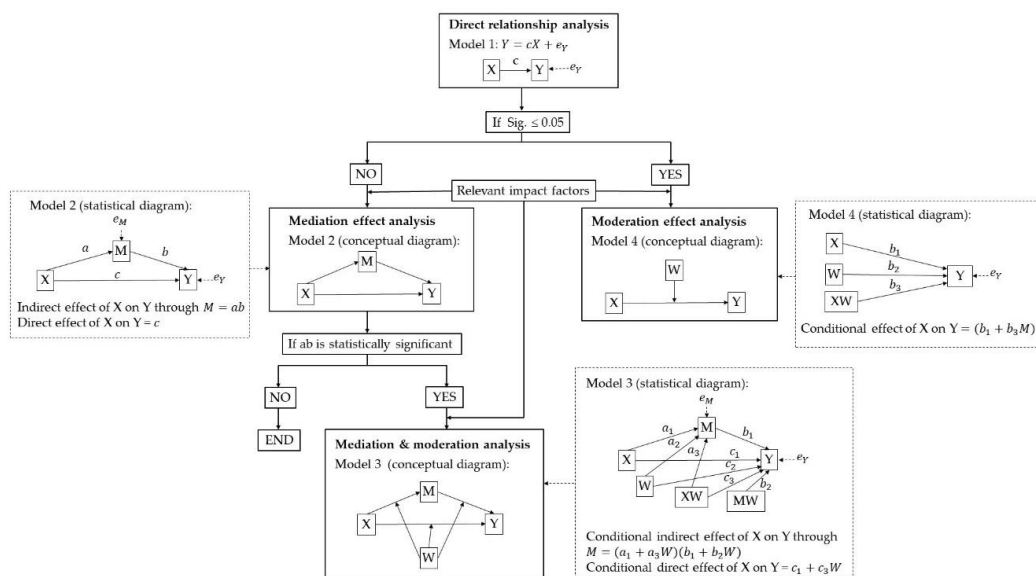 Direct relationship analysis
Model 1: Y = cX + e_Y
c
X
Y
e_Y
If Sig. ≤ 0.05
NO
YES
Relevant impact factors
Model 2 (statistical diagram):
e_M
a
M
b
X
c
Y
e_Y
Indirect effect of X on Y through M = ab
Direct effect of X on Y = c
Mediation effect analysis
Model 2 (conceptual diagram):
M
X
Y
Moderation effect analysis
Model 4 (conceptual diagram):
W
X
Y
Model 4 (statistical diagram):
X
b_1
W
b_2
Y
e_Y
XW
b_3
Conditional effect of X on Y = (b_1 + b_3M)
If ab is statistically significant
NO
YES
END
Mediation & moderation analysis
Model 3 (conceptual diagram):
M
X
Y
W
Model 3 (statistical diagram):
e_M
M
a_1
b_1
a_2
a_3
X
c_1
Y
e_Y
W
c_2
c_3
XW
MW
b_2
Conditional indirect effect of X on Y through
M = (a_1 + a_3W)(b_1 + b_2W)
Conditional direct effect of X on Y = c_1 + c_3W